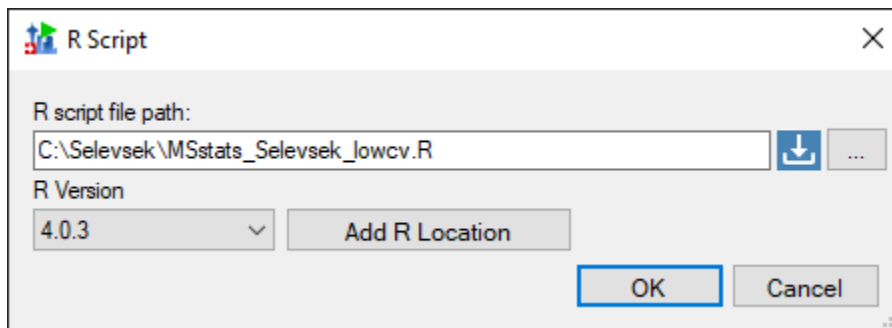 R Script
R script file path:
C:\Selevsek\MSstats_Selevsek_lowcv.R
...
R Version
4.0.3
Add R Location
OK
Cancel